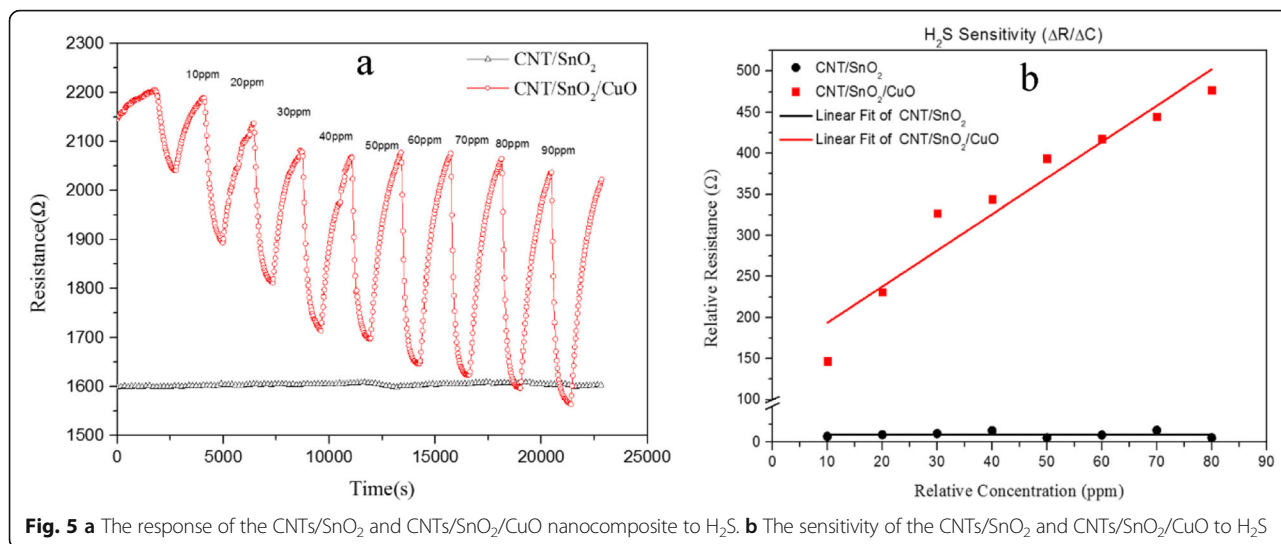 2300
2200
2100
2000
1900
1800
1700
1600
1500
Resistance(Ω)
a
CNT/SnO₂
CNT/SnO₂/CuO
10ppm
20ppm
30ppm
40ppm
50ppm
60ppm
70ppm
80ppm
90ppm
0 5000 10000 15000 20000 25000
Time(s)
H₂S Sensitivity (ΔR/ΔC)
b
CNT/SnO₂
CNT/SnO₂/CuO
Linear Fit of CNT/SnO₂
Linear Fit of CNT/SnO₂/CuO
500
450
400
350
300
250
200
150
100
0
Relative Resistance (Ω)
0 10 20 30 40 50 60 70 80 90
Relative Concentration (ppm)
Fig. 5 a The response of the CNTs/SnO₂ and CNTs/SnO₂/CuO nanocomposite to H₂S. b The sensitivity of the CNTs/SnO₂ and CNTs/SnO₂/CuO to H₂S